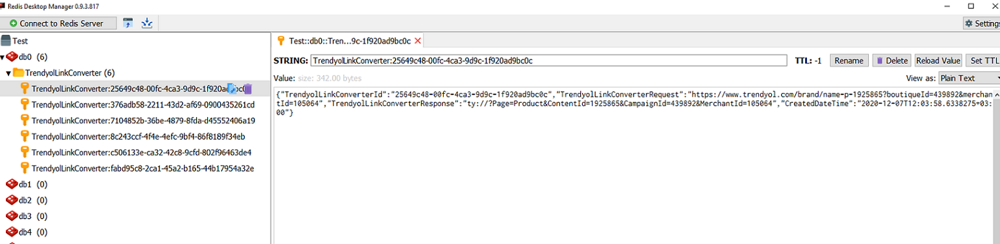 Redis Desktop Manager 0.9.3.817
Connect to Redis Server
Settings
Test
db0 (6)
TrendyolLinkConverter (6)
TrendyolLinkConverter:25649c48-00fc-4ca3-9d9c-1f920ad9bc0c
TrendyolLinkConverter:376adb58-2211-43d2-af69-0900435261cd
TrendyolLinkConverter:7104852b-36be-4879-8fda-d45552406a19
TrendyolLinkConverter:8c243ccf-4f4e-4efc-9bf4-86f8189f34eb
TrendyolLinkConverter:c506133e-ca32-42c8-9cfd-802f96463de4
TrendyolLinkConverter:fabd95c8-2ca1-45a2-b165-44b17954a32e
db1 (0)
db2 (0)
db3 (0)
db4 (0)
Test::db0::Tren...9c-1f920ad9bc0c
STRING: TrendyolLinkConverter:25649c48-00fc-4ca3-9d9c-1f920ad9bc0c TTL: -1 Rename Delete Reload Value Set TTL
Value: size: 342.00 bytes View as: Plain Text
{"TrendyolLinkConverterId":"25649c48-00fc-4ca3-9d9c-1f920ad9bc0c","TrendyolLinkConverterRequest":"https://www.trendyol.com/brand/name-p-1925865?boutiqueId=439892&merchan
tId=105064","TrendyolLinkConverterResponse":"ty://?Page=Product&ContentId=1925865&CampaignId=439892&MerchantId=105064","CreatedDateTime":"2020-12-07T12:03:58.6338275+03:
00"}